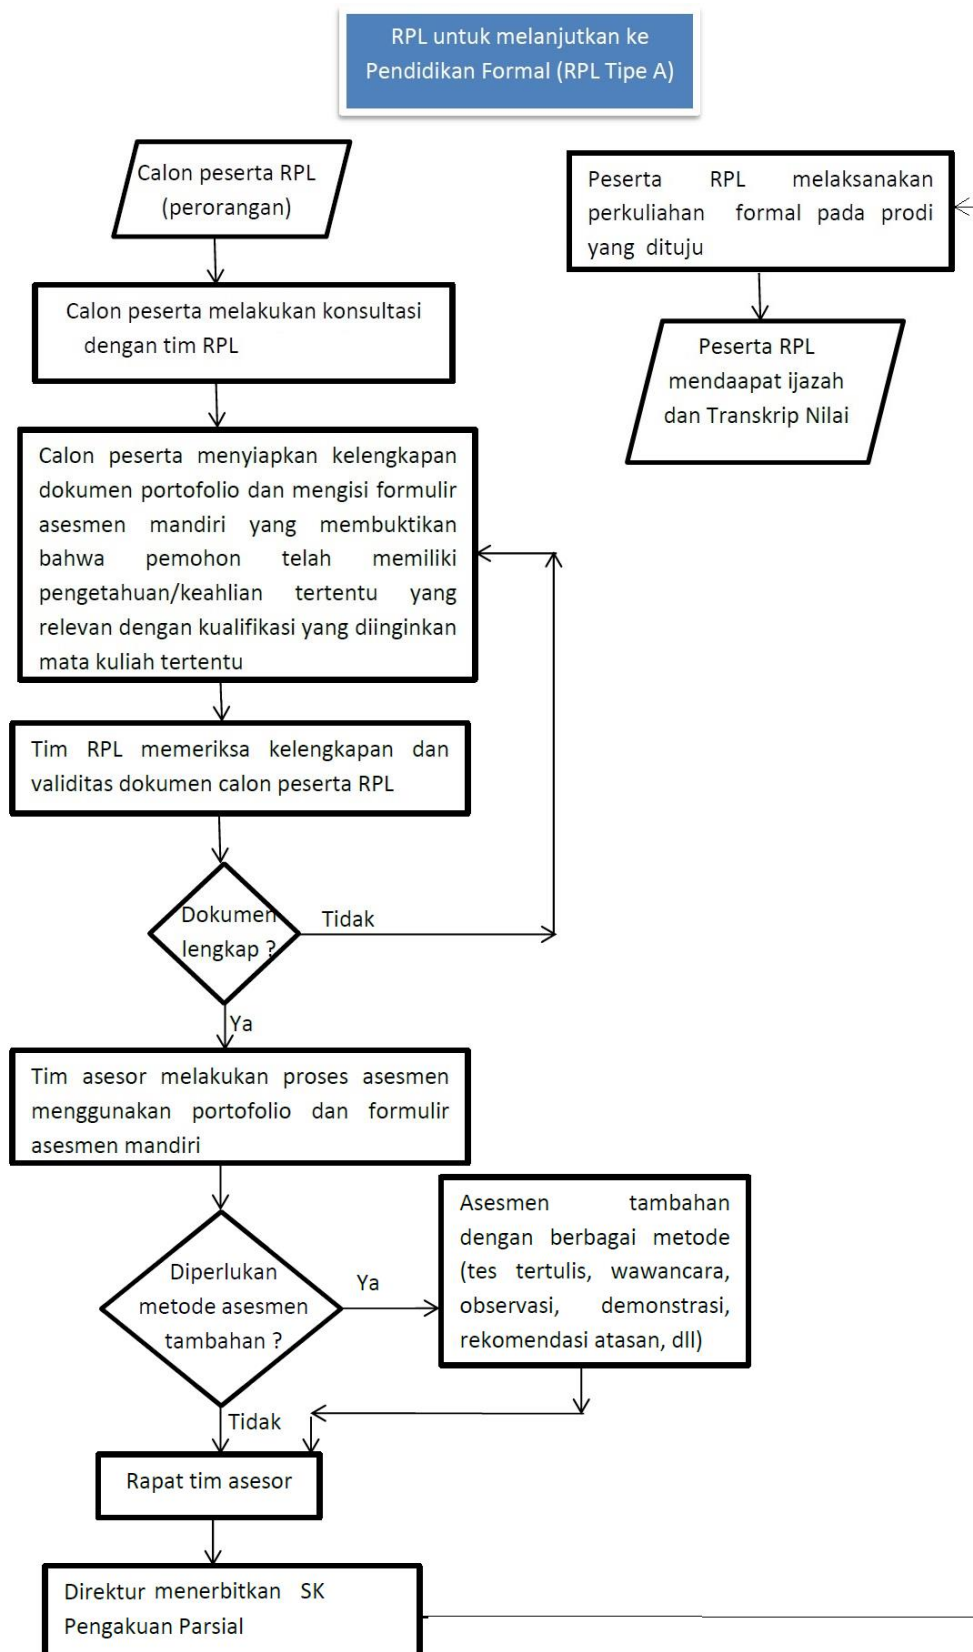 RPL untuk melanjutkan ke
Pendidikan Formal (RPL Tipe A)
Calon peserta RPL
(perorangan)
Calon peserta melakukan konsultasi
dengan tim RPL
Calon peserta menyiapkan kelengkapan
dokumen portofolio dan mengisi formulir
asesmen mandiri yang membuktikan
bahwa pemohon telah memiliki
pengetahuan/keahlian tertentu yang
relevan dengan kualifikasi yang diinginkan
mata kuliah tertentu
Tim RPL memeriksa kelengkapan dan
validitas dokumen calon peserta RPL
Dokumen
lengkap ?
Tidak
Ya
Tim asesor melakukan proses asesmen
menggunakan portofolio dan formulir
asesmen mandiri
Diperlukan
metode asesmen
tambahan ?
Ya
Asesmen tambahan
dengan berbagai metode
(tes tertulis, wawancara,
observasi, demonstrasi,
rekomendasi atasan, dll)
Tidak
Rapat tim asesor
Direktur menerbitkan SK
Pengakuan Parsial
Peserta RPL melaksanakan
perkuliahan formal pada prodi
yang dituju
Peserta RPL
mendaapat ijazah
dan Transkrip Nilai